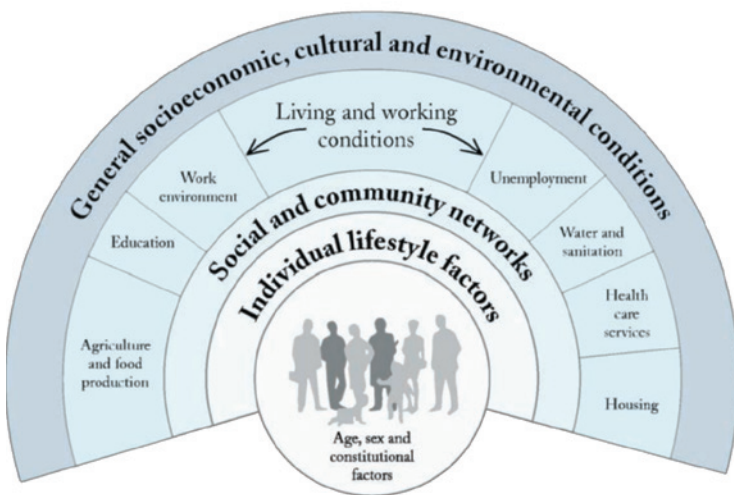 General socioeconomic, cultural and environmental conditions
Living and working
conditions
Work
environment
Unemployment
Education
Water and
sanitation
Social and community networks
Individual lifestyle factors
Agriculture
and food
production
Health
care
services
Housing
Age, sex and
constitutional
factors